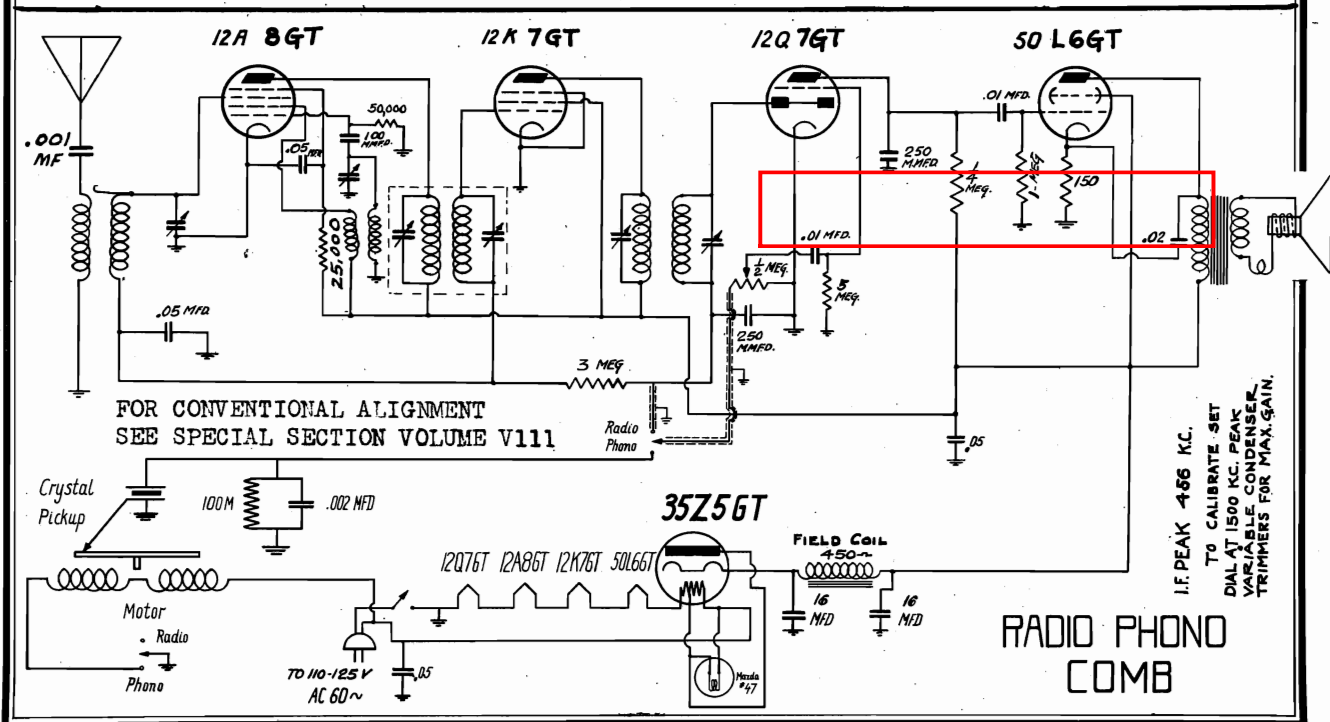 12A 8GT
12K 7GT
12Q 7GT
50 L6GT
.001
MF
50,000
100
MMFD.
.05 MFD.
.01 MFD.
250
M.MFD.
1/4
MEG.
1 MEG
150
.02
25,000
.01 MFD.
1/2
MEG.
5
MEG.
250
M.MFD.
.05 MFD.
3 MEG
FOR CONVENTIONAL ALIGNMENT
SEE SPECIAL SECTION VOLUME V111
Radio
Phono
.05
I.F. PEAK 456 K.C.
TO CALIBRATE SET
DIAL AT 1500 KC. PEAK
VARIABLE CONDENSER
TRIMMERS FOR MAX. GAIN.
Crystal
Pickup
100M
.002 MFD
35Z5GT
12Q7GT 12A8GT 12K7GT 50L6GT
FIELD COIL
450~
16
MFD
16
MFD
Motor
Radio
Phono
TO 110-125 V
AC 60~
.05
Mazda
#47
RADIO PHONO
COMB